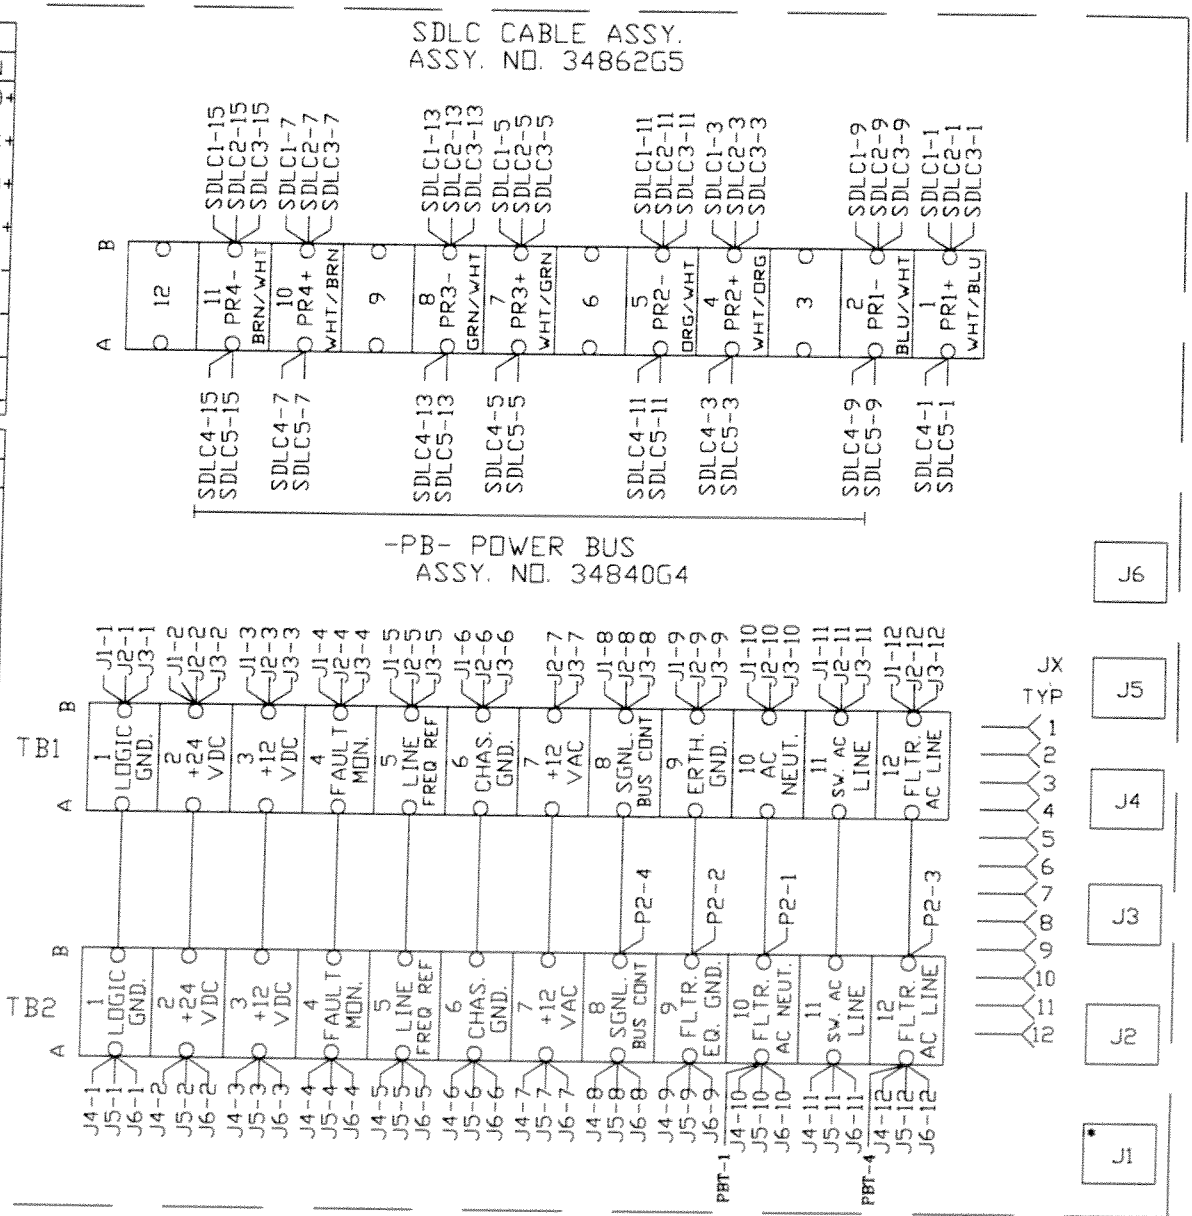 SDLC CABLE ASSY.
ASSY. NO. 34862G5
SDLC1-15
SDLC2-15
SDLC3-15
SDLC1-7
SDLC2-7
SDLC3-7
SDLC1-13
SDLC2-13
SDLC3-13
SDLC1-5
SDLC2-5
SDLC3-5
SDLC1-11
SDLC2-11
SDLC3-11
SDLC1-3
SDLC2-3
SDLC3-3
SDLC1-9
SDLC2-9
SDLC3-9
SDLC1-1
SDLC2-1
SDLC3-1
B
A
12
11
PR4-
BRN/WHT
10
PR4+
WHT/BRN
9
8
PR3-
GRN/WHT
7
PR3+
WHT/GRN
6
5
PR2-
ORG/WHT
4
PR2+
WHT/ORG
3
2
PR1-
BLU/WHT
1
PR1+
WHT/BLU
SDLC4-15
SDLC5-15
SDLC4-7
SDLC5-7
SDLC4-13
SDLC5-13
SDLC4-5
SDLC5-5
SDLC4-11
SDLC5-11
SDLC4-3
SDLC5-3
SDLC4-9
SDLC5-9
SDLC4-1
SDLC5-1
-PB- POWER BUS
ASSY. NO. 34840G4
J1-1
J2-1
J3-1
J1-2
J2-2
J3-2
J1-3
J2-3
J3-3
J1-4
J2-4
J3-4
J1-5
J2-5
J3-5
J1-6
J2-6
J3-6
J2-7
J3-7
J1-8
J2-8
J3-8
J1-9
J2-9
J3-9
J1-10
J2-10
J3-10
J1-11
J2-11
J3-11
J1-12
J2-12
J3-12
TB1
B
A
1
LOGIC
GND.
2
+24
VDC
3
+12
VDC
4
FAULT
MON.
5
LINE
FREQ REF
6
CHAS.
GND.
7
+12
VAC
8
SGNL.
BUS CONT
9
ERTH.
GND.
10
AC
NEUT.
11
SW. AC
LINE
12
FLTR.
AC LINE
P2-4
P2-2
P2-1
P2-3
TB2
B
A
1
LOGIC
GND.
2
+24
VDC
3
+12
VDC
4
FAULT
MON.
5
LINE
FREQ REF
6
CHAS.
GND.
7
+12
VAC
8
SGNL.
BUS CONT
9
FLTR.
EQ. GND.
10
FLTR.
AC NEUT.
11
SW. AC
LINE
12
FLTR.
AC LINE
J4-1
J5-1
J6-1
J4-2
J5-2
J6-2
J4-3
J5-3
J6-3
J4-4
J5-4
J6-4
J4-5
J5-5
J6-5
J4-6
J5-6
J6-6
J4-7
J5-7
J6-7
J4-8
J5-8
J6-8
J4-9
J5-9
J6-9
PBT-1
J4-10
J5-10
J6-10
J4-11
J5-11
J6-11
PBT-4
J4-12
J5-12
J6-12
JX
TYP
1
2
3
4
5
6
7
8
9
10
11
12
J6
J5
J4
J3
J2
* J1